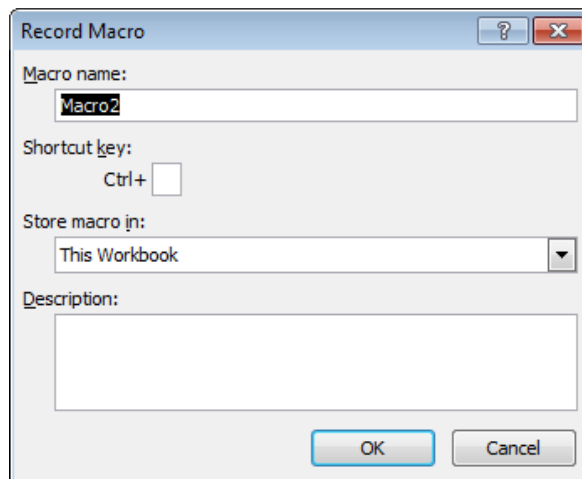 Record Macro
Macro name:
Macro2
Shortcut key:
Ctrl+
Store macro in:
This Workbook
Description:
OK Cancel